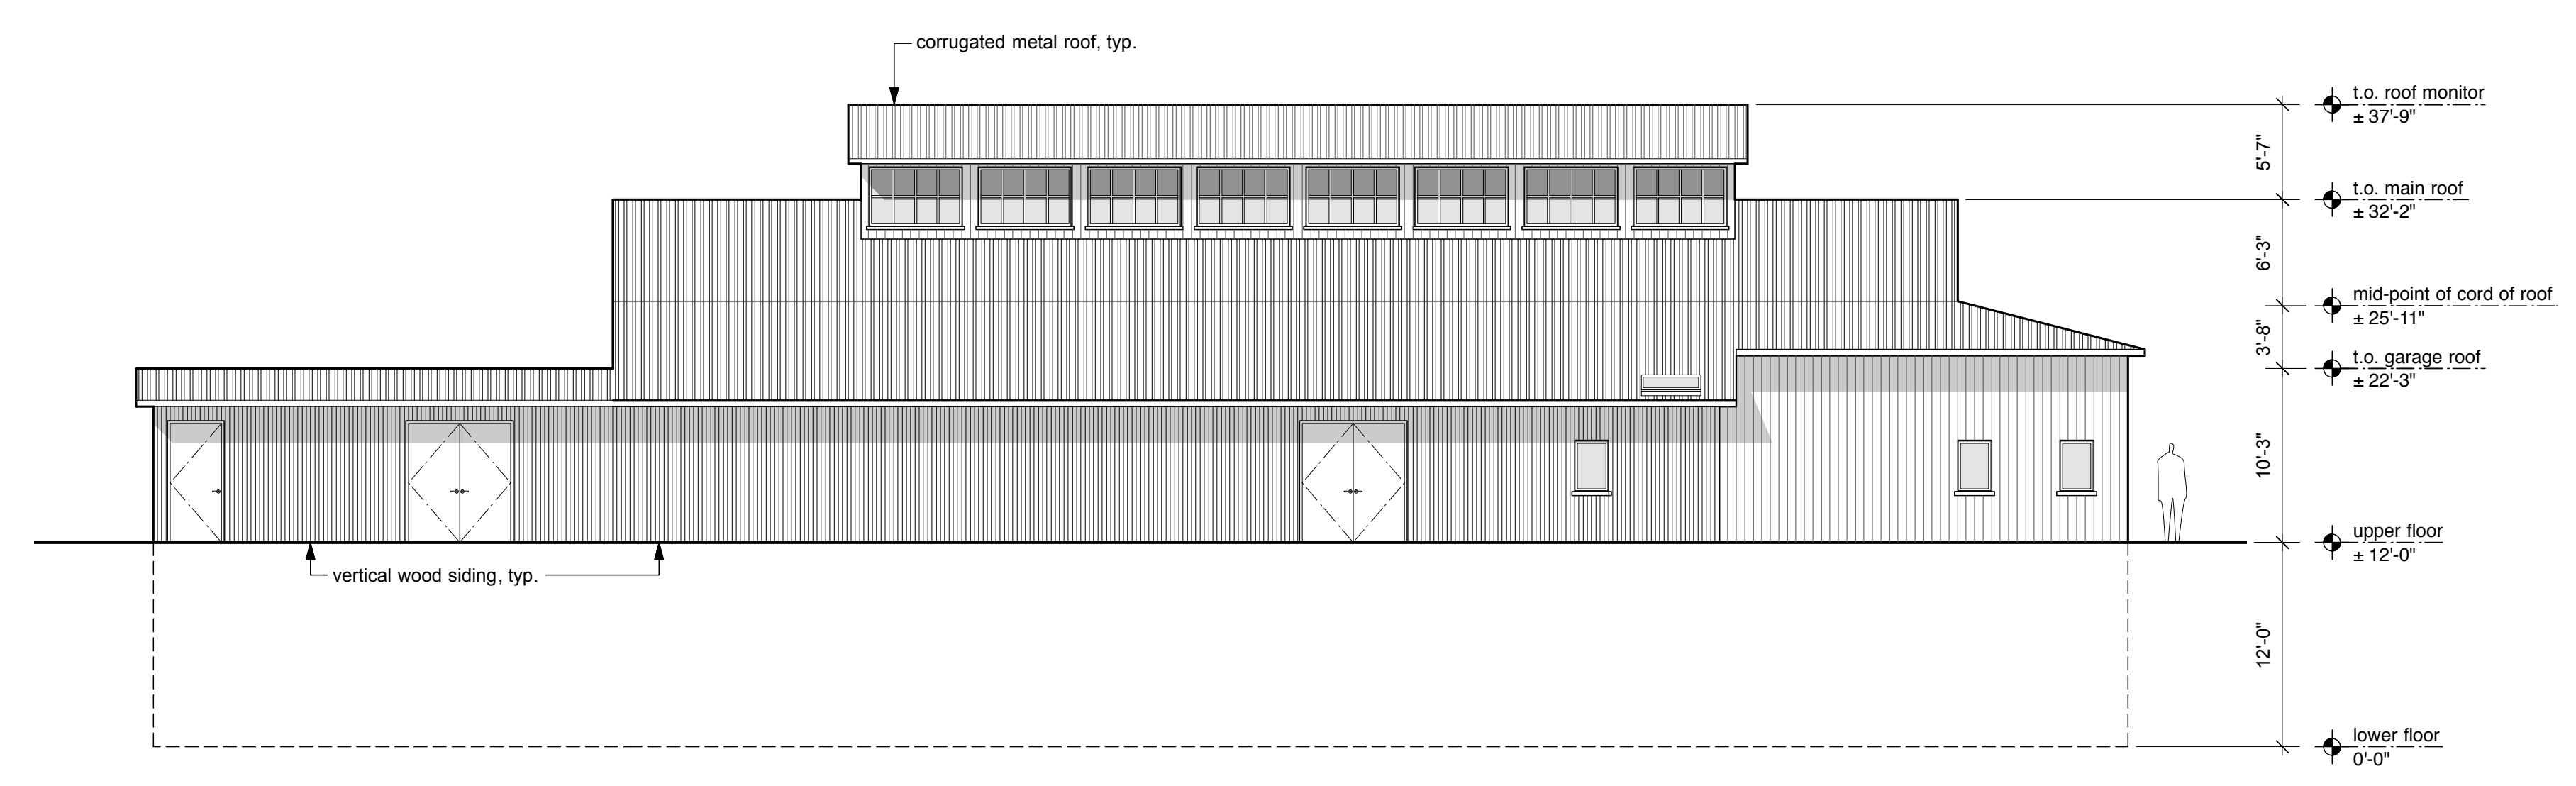 corrugated metal roof, typ.
t.o. roof monitor
± 37'-9"
5'-7"
t.o. main roof
± 32'-2"
6'-3"
mid-point of cord of roof
± 25'-11"
3'-8"
t.o. garage roof
± 22'-3"
10'-3"
upper floor
± 12'-0"
vertical wood siding, typ.
12'-0"
lower floor
0'-0"